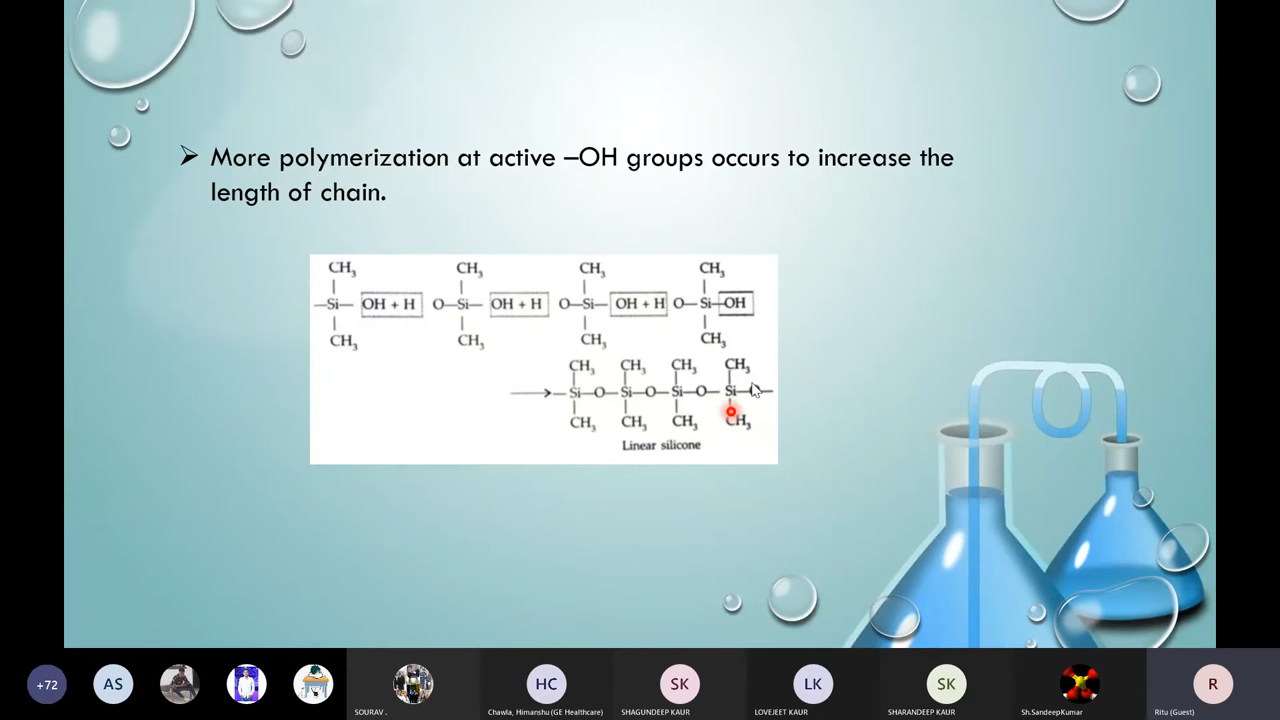 More polymerization at active –OH groups occurs to increase the
length of chain.
CH₃ CH₃ CH₃ CH₃
—Si— OH + H O—Si— OH + H O—Si— OH + H O—Si—OH
CH₃ CH₃ CH₃ CH₃
CH₃ CH₃ CH₃ CH₃
—Si—O—Si—O—Si—O—Si—O—
CH₃ CH₃ CH₃ CH₃
Linear silicone
+72
AS
HC
SK
LK
SK
R
SOURAV .
Chawla, Himanshu (GE Healthcare)
SHAGUNDEEP KAUR
LOVEJEET KAUR
SHARANDEEP KAUR
Sh.SandeepKumar
Ritu (Guest)